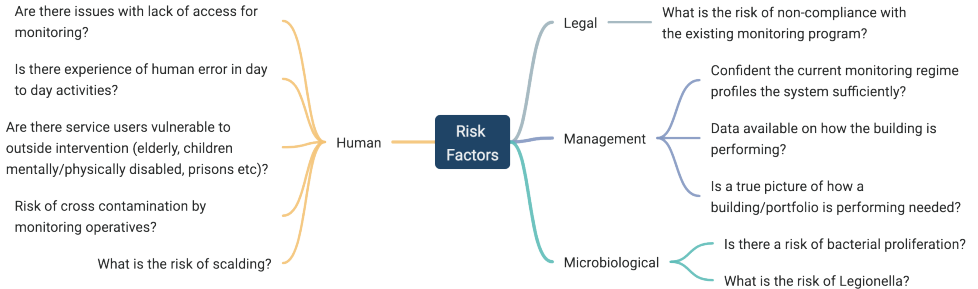 Are there issues with lack of access for
monitoring?
Is there experience of human error in day
to day activities?
Are there service users vulnerable to
outside intervention (elderly, children
mentally/physically disabled, prisons etc)?
Risk of cross contamination by
monitoring operatives?
What is the risk of scalding?
Human
Risk
Factors
Legal
What is the risk of non-compliance with
the existing monitoring program?
Management
Confident the current monitoring regime
profiles the system sufficiently?
Data available on how the building is
performing?
Is a true picture of how a
building/portfolio is performing needed?
Microbiological
Is there a risk of bacterial proliferation?
What is the risk of Legionella?